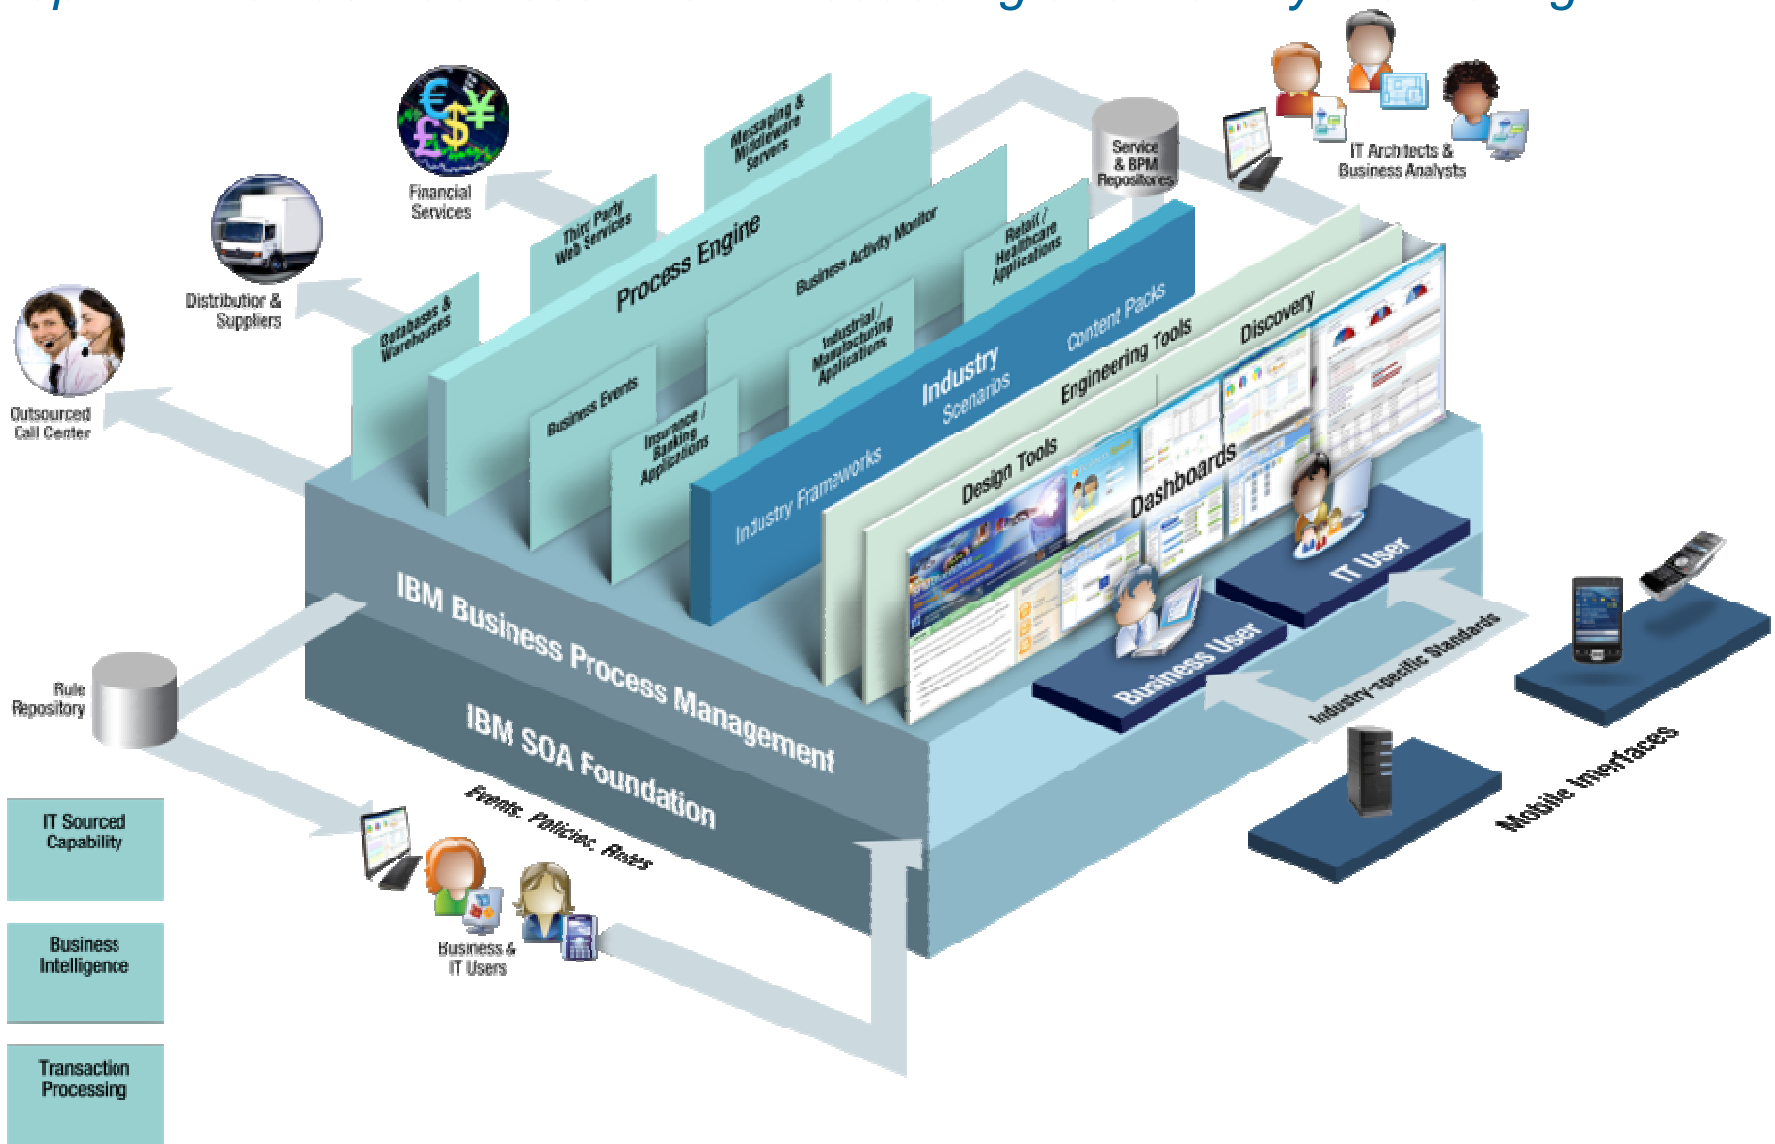 Financial
Services
Messaging &
Middleware
Servers
Service
& BPM
Repositores
IT Architects &
Business Analysts
Distribution &
Suppliers
Third Party
Web Services
Process Engine
Business Activity Monitor
Retail /
Healthcare
Applications
Databases &
Warehouses
Outsourced
Call Center
Business Events
Industrial /
Manufacturing
Applications
Insurance /
Banking
Applications
Industry Frameworks
Industry
Scenarios
Content Packs
Design Tools
Engineering Tools
Discovery
Dashboards
IT User
Business User
Industry-specific Standards
Mobile Interfaces
IBM Business Process Management
IBM SOA Foundation
Rule
Repository
Events, Policies, Rules
Business &
IT Users
IT Sourced
Capability
Business
Intelligence
Transaction
Processing